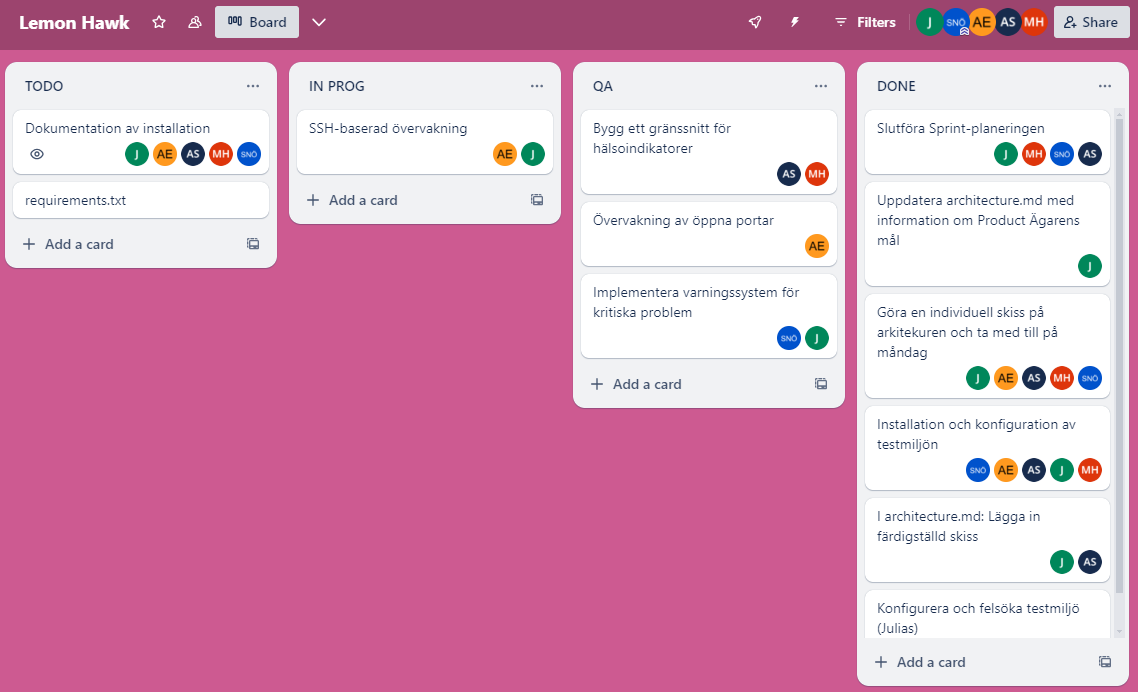 Lemon Hawk
Board
Filters
J SNÖ AE AS MH
Share
TODO
Dokumentation av installation
J AE AS MH SNÖ
requirements.txt
+ Add a card
IN PROG
SSH-baserad övervakning
AE J
+ Add a card
QA
Bygg ett gränssnitt för
hälsoindikatorer
AS MH
Övervakning av öppna portar
AE
Implementera varningssystem för
kritiska problem
SNÖ J
+ Add a card
DONE
Slutföra Sprint-planeringen
J MH SNÖ AS
Uppdatera architecture.md med
information om Product Ägarens
mål
J
Göra en individuell skiss på
arkitekuren och ta med till på
måndag
J AE AS MH SNÖ
Installation och konfiguration av
testmiljön
SNÖ AE AS J MH
I architecture.md: Lägga in
färdigställd skiss
J AS
Konfigurera och felsöka testmiljö
(Julias)
+ Add a card